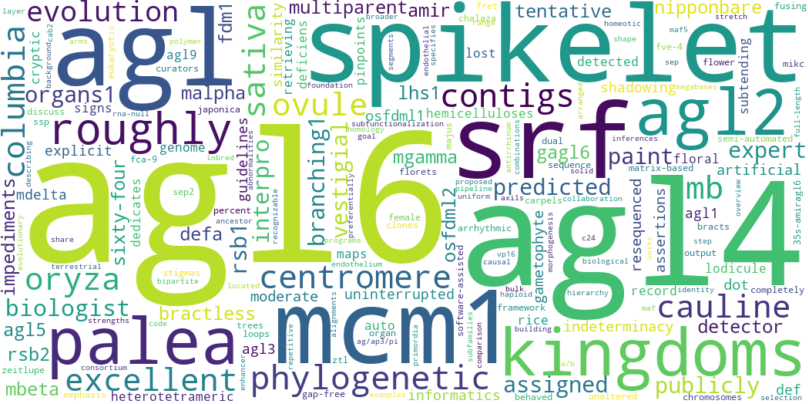 layer
evolution
agl
fdm1
multiparent
amir
fret
chalaza
broader
tentative
nipponbare
stretch
fusing
background
cab2
arms
eukaryotic
polymer
agl9
curators
cryptic
malpha
organs1
signs
columbia
sativa
similarity
retrieving
deficiens
pinpoints
lost
range
segments
endothelial
specifies
spikelet
detected
homeotic
shape
maf5
fve-4
sep
flower
mikc
discuss
ssp
rna-null
japonica
roughly
explicit
fca-9
genome
inbred
describing
guidelines
abnormalities
ovule
lhs1
foundation
osfdml1
hemicelluloses
contigs
srf
shadowing
subtending
agl2
megabases
arranged
full-length
semi-automated
gagl6
paint
floral
expert
artificial
matrix-based
inferences
impediments
mdelta
sixty-four
dedicates
sep2
percent
agl16
interpro
recognizable
branching1
arrhythmic
vestigial
florets
preferentially
mgamma
osfdml2
subfunctionalization
goal
homology
majus
antirrhinum
combinations
sequence
dual
solid
predicted
proposed
pipeline
uniform
axis
carpels
collaboration
mb
agl1
resequenced
assertions
overview
35s-amiragl6
share
ancestor
evolutionary
terrestrial
defa
rsb1
stigmas
bipartite
female
clones
programs
endothelium
maps
located
gametophyte
morphogenesis
agl14
c24
vp16
causal
biological
hierarchy
units
bracts
step
output
lodicule
dot
record
identity
completely
maf
oryza
biologist
bractless
centromere
moderate
uninterrupted
software-assisted
bulk
haploid
framework
rice
building
cauline
indeterminacy
detector
agl5
strengths
code
trees
loops
agl3
repetitive
alignments
auto
organ
ztl
primordia
ag/ap3/pi
mcm1
subfamilies
comparison
a/b
kingdoms
rsb2
zeitlupe
palea
consortium
enhancer
mbeta
emphasis
excellent
heterotetrameric
phylogenetic
gap-free
examples
informatics
assigned
behaved
publicly
unaltered
chromosomes
def
selection